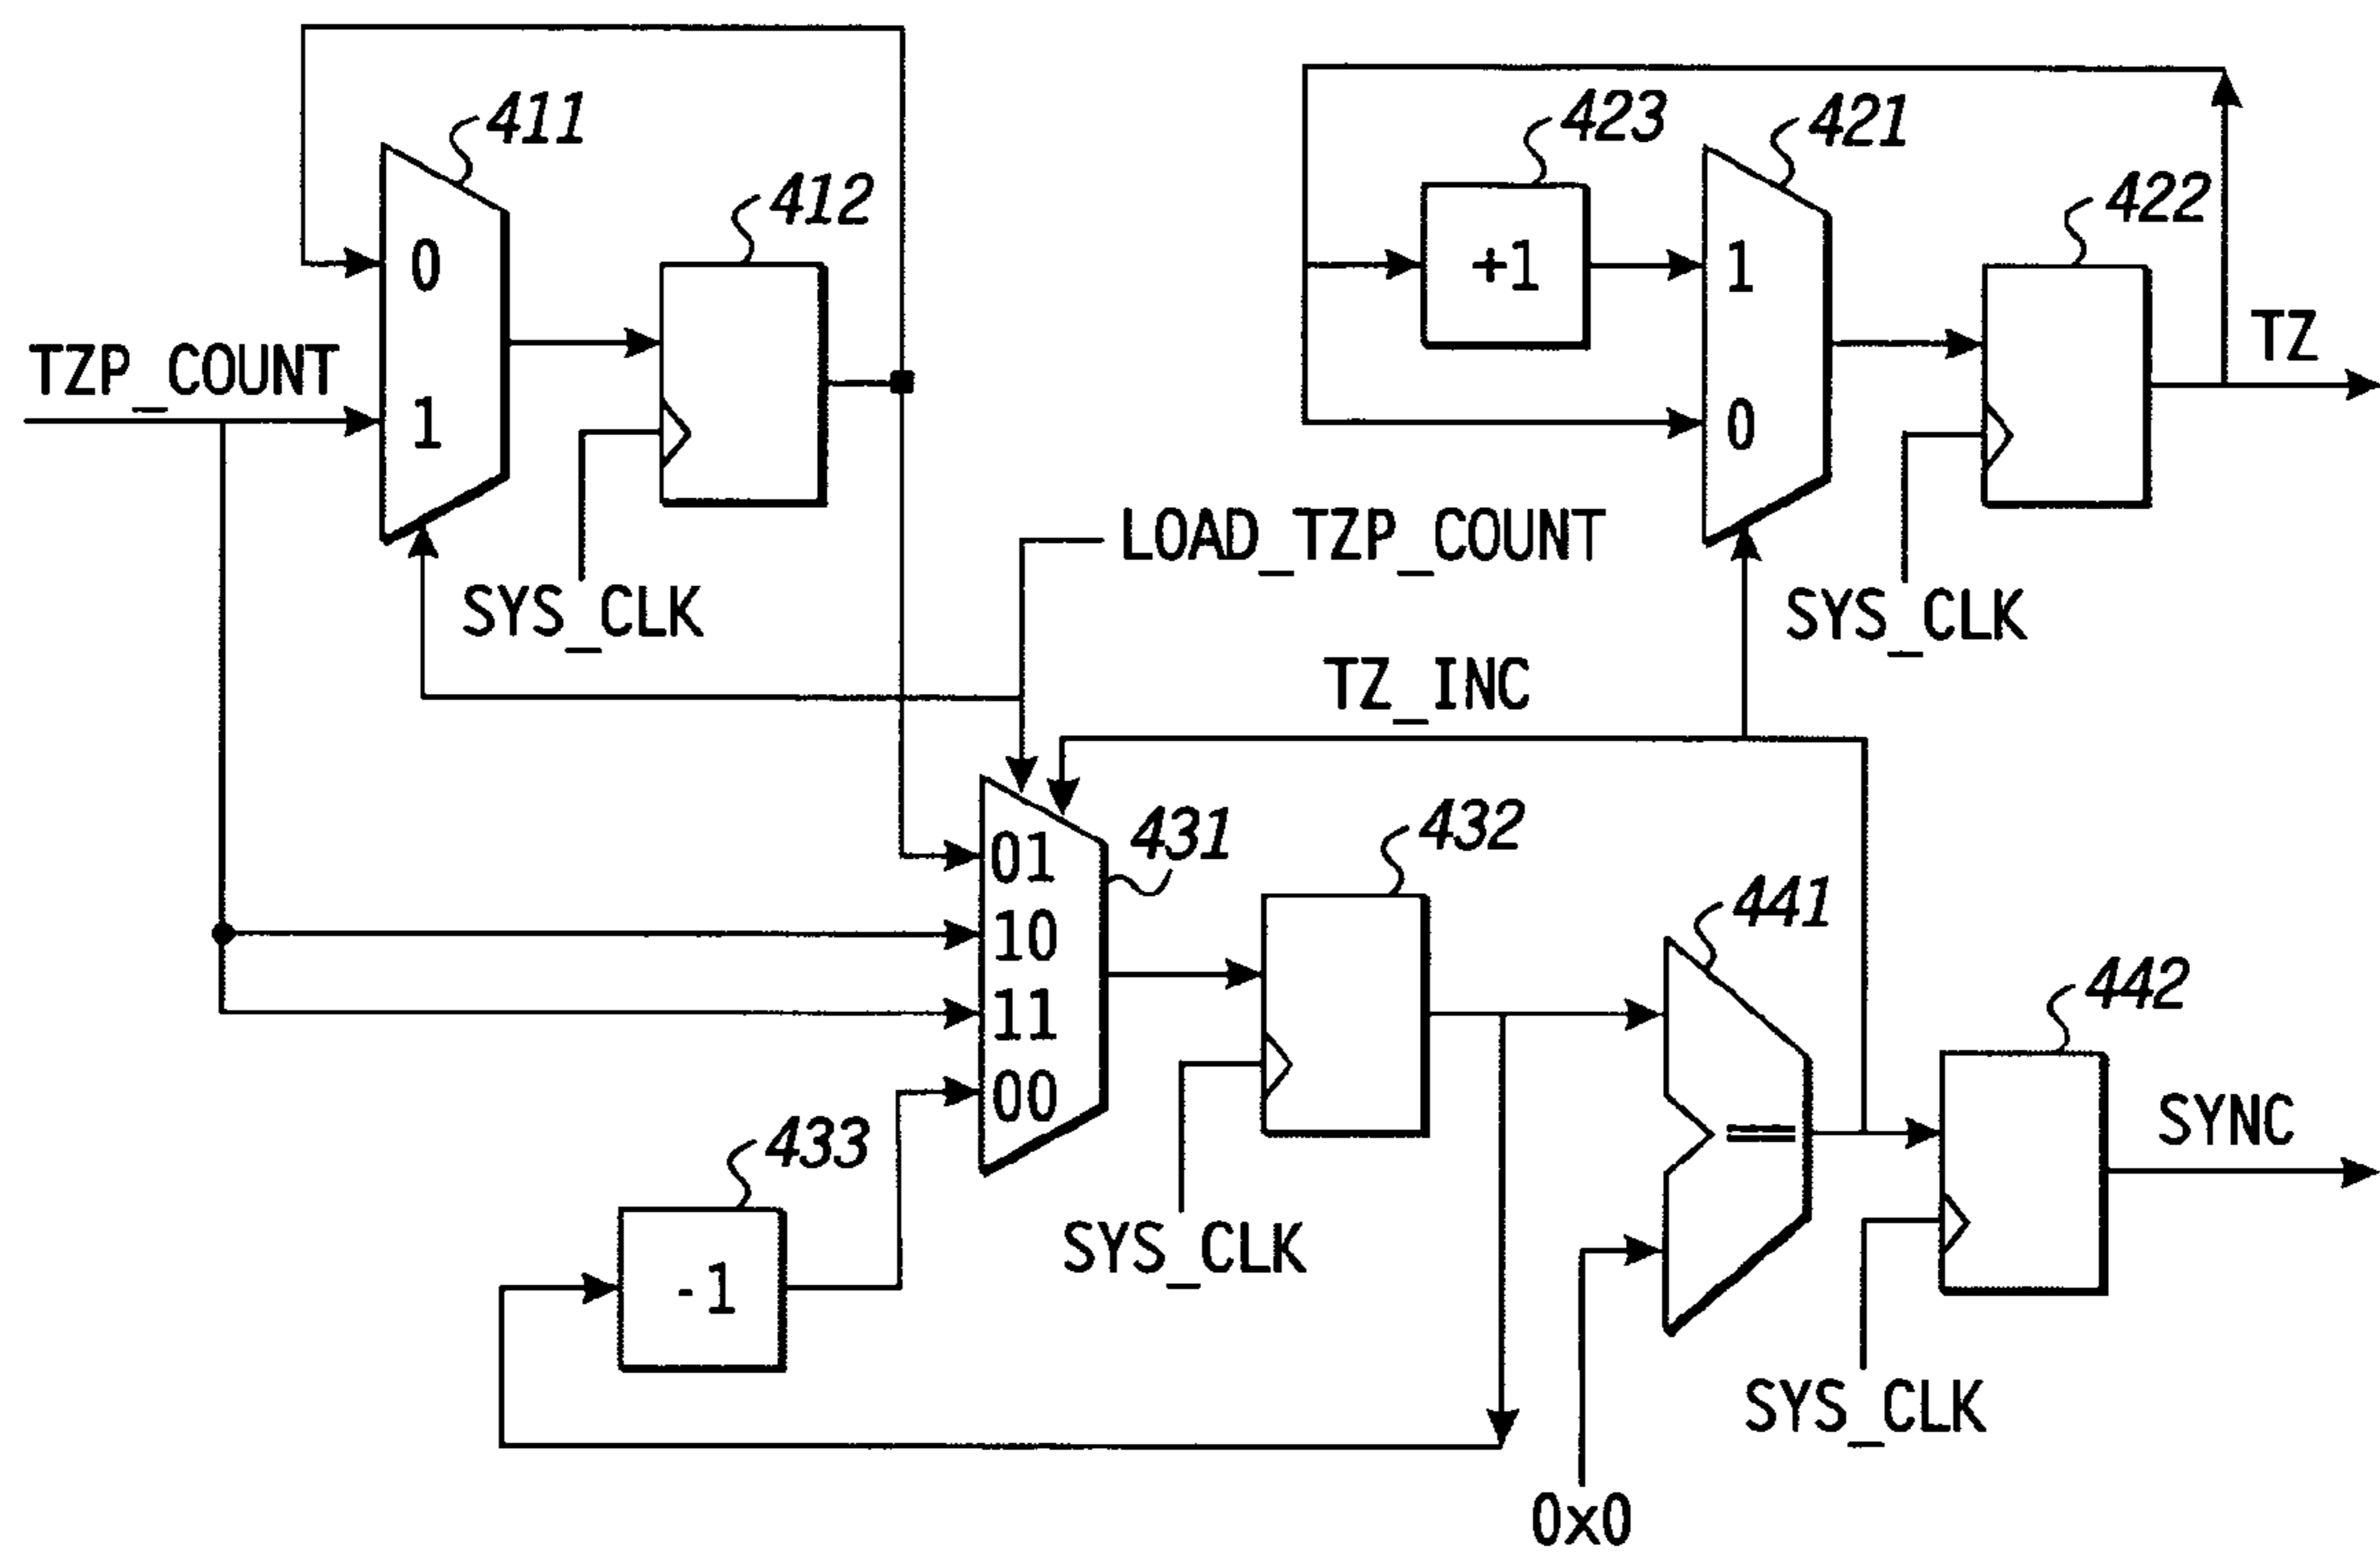 411
423
421
412
422
0
+1
1
TZP_COUNT
TZ
1
0
LOAD_TZP_COUNT
SYS_CLK
SYS_CLK
TZ_INC
431
432
01
441
10
442
11
00
SYNC
433
SYS_CLK
-1
SYS_CLK
0x0